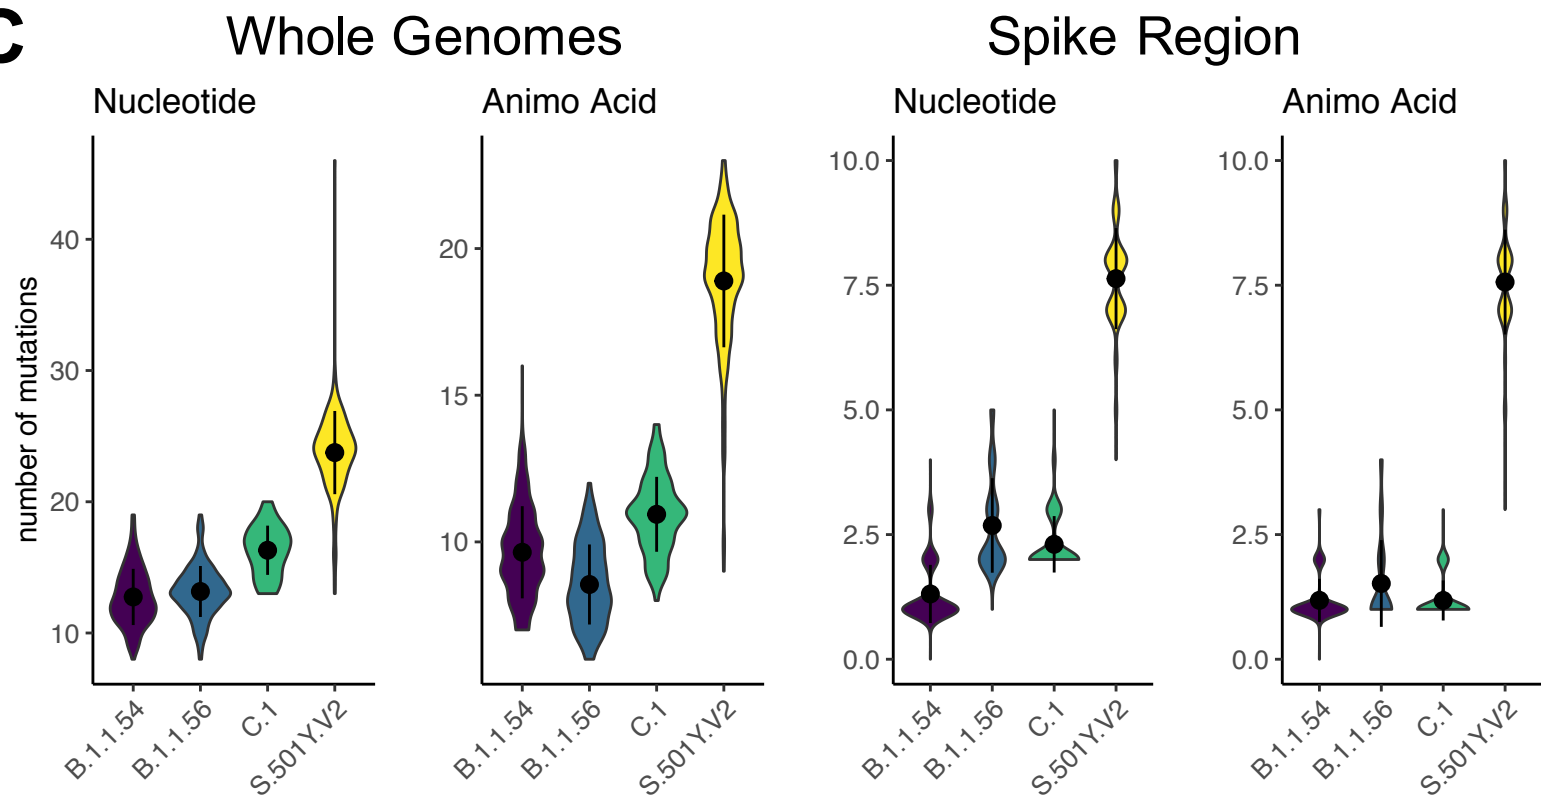 C
Whole Genomes
Spike Region
Nucleotide
Animo Acid
Nucleotide
Animo Acid
number of mutations
40
30
20
10
20
15
10
10.0
7.5
5.0
2.5
0.0
10.0
7.5
5.0
2.5
0.0
B.1.1.54
B.1.1.56
C.1
S.501Y.V2
B.1.1.54
B.1.1.56
C.1
S.501Y.V2
B.1.1.54
B.1.1.56
C.1
S.501Y.V2
B.1.1.54
B.1.1.56
C.1
S.501Y.V2